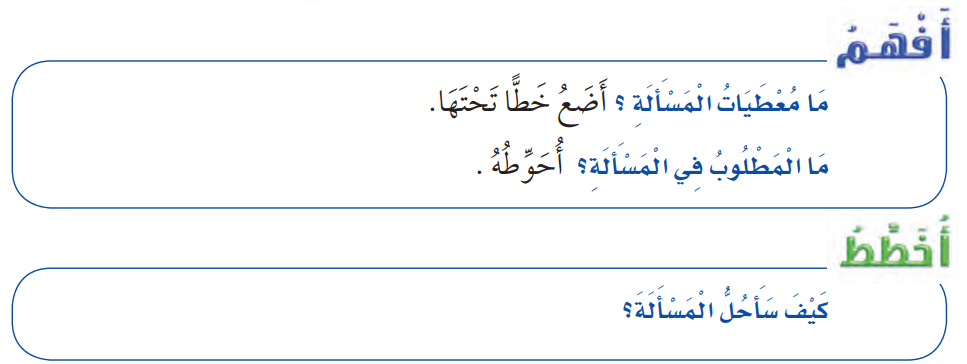 أَفْهَمُ
مَا مُعْطَيَاتُ الْمَسْأَلَةِ ؟ أَضَعُ خَطًّا تَحْتَهَا.
مَا الْمَطْلُوبُ فِي الْمَسْأَلَةِ؟ أُحَوِّطُهُ .
أُخَطِّطُ
كَيْفَ سَأَحُلُّ الْمَسْأَلَةَ؟